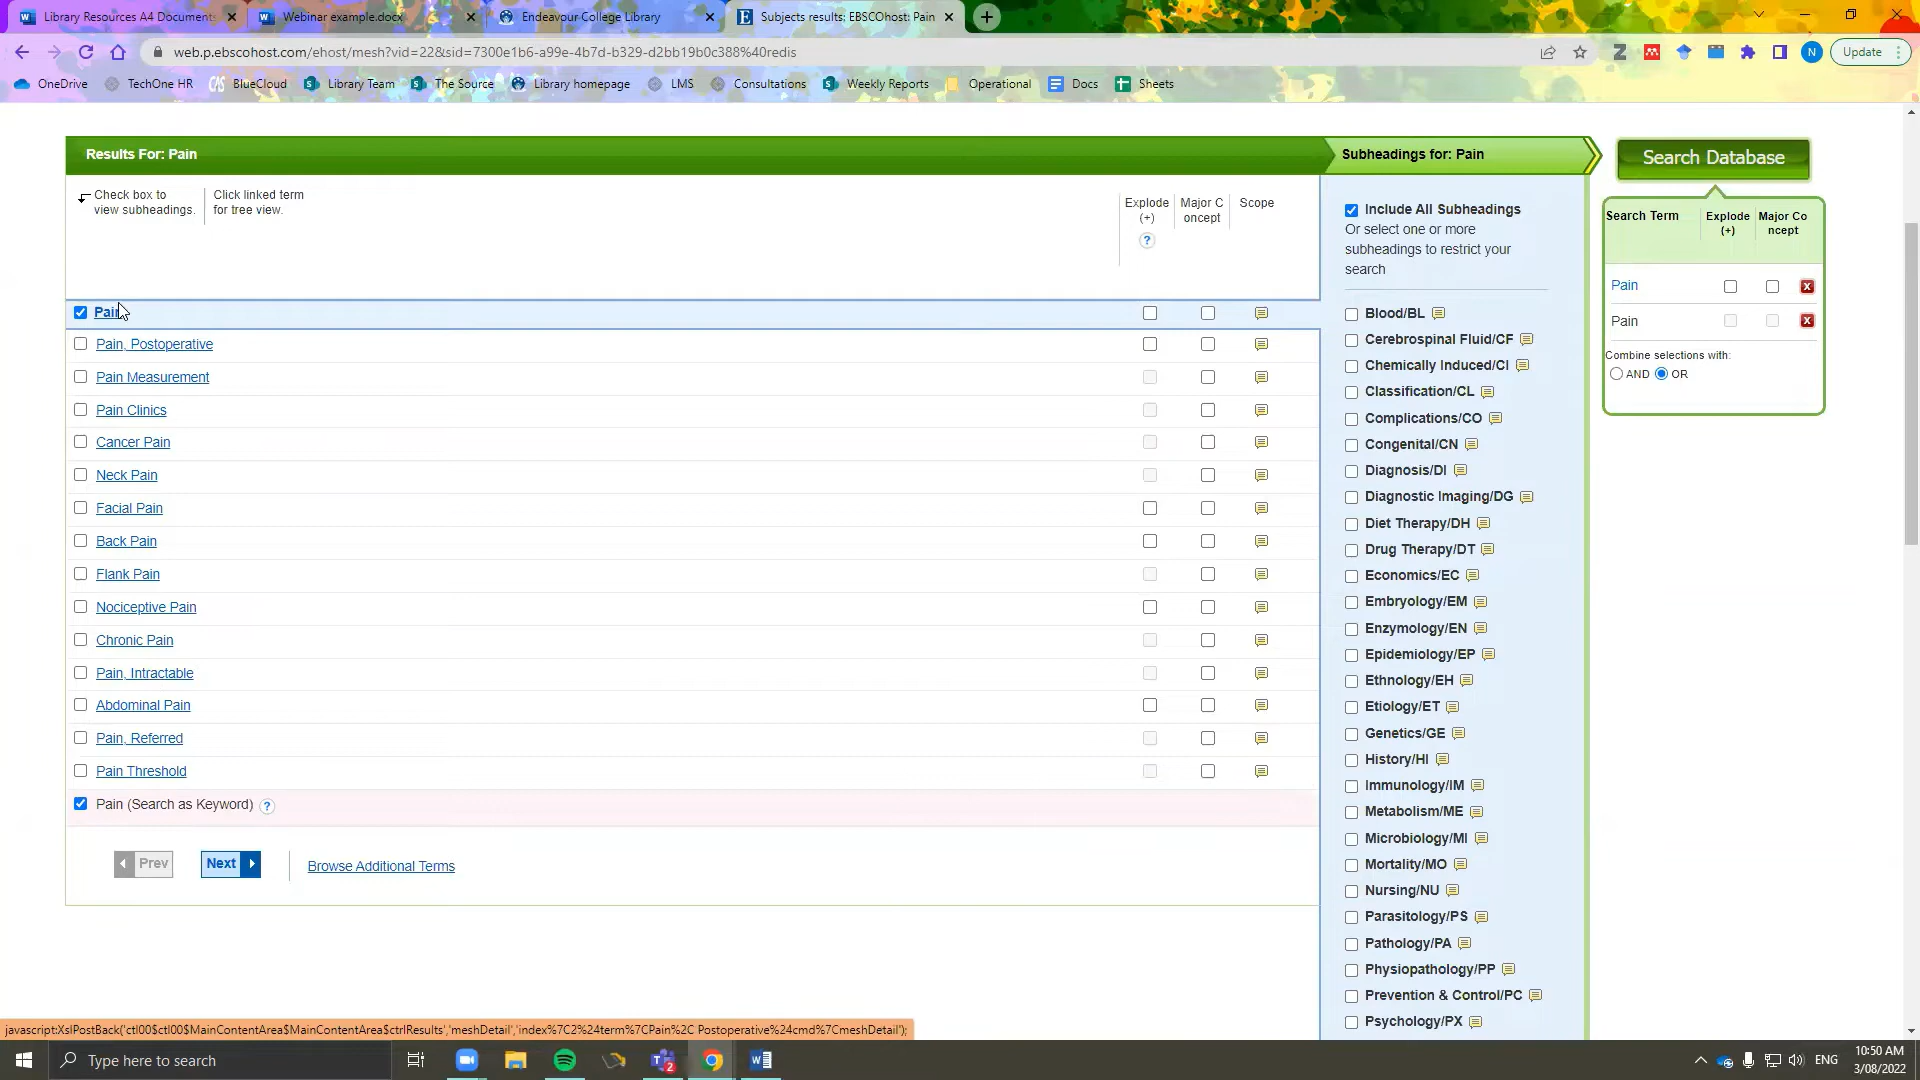 Library Resources A4 Documents
Webinar example.docx
Endeavour College Library
Subjects results: EBSCOhost: Pain
web.p.ebscohost.com/ehost/mesh?vid=22&sid=7300e1b6-a99e-4b7d-b329-d2bb19b0c388%40redis
N
Update
OneDrive
TechOne HR
BlueCloud
Library Team
The Source
Library homepage
LMS
Consultations
Weekly Reports
Operational
Docs
Sheets
Results For: Pain
Subheadings for: Pain
Search Database
Check box to
view subheadings.
Click linked term
for tree view.
Explode
(+)
?
Major C
oncept
Scope
Include All Subheadings
Or select one or more
subheadings to restrict your
search
Search Term
Explode
(+)
Major Co
ncept
Pain
Pain
Combine selections with:
AND OR
Pain
Pain, Postoperative
Pain Measurement
Pain Clinics
Cancer Pain
Neck Pain
Facial Pain
Back Pain
Flank Pain
Nociceptive Pain
Chronic Pain
Pain, Intractable
Abdominal Pain
Pain, Referred
Pain Threshold
Pain (Search as Keyword) ?
Prev
Next
Browse Additional Terms
Blood/BL
Cerebrospinal Fluid/CF
Chemically Induced/CI
Classification/CL
Complications/CO
Congenital/CN
Diagnosis/DI
Diagnostic Imaging/DG
Diet Therapy/DH
Drug Therapy/DT
Economics/EC
Embryology/EM
Enzymology/EN
Epidemiology/EP
Ethnology/EH
Etiology/ET
Genetics/GE
History/HI
Immunology/IM
Metabolism/ME
Microbiology/MI
Mortality/MO
Nursing/NU
Parasitology/PS
Pathology/PA
Physiopathology/PP
Prevention & Control/PC
Psychology/PX
javascript:XslPostBack('ctl00$ctl00$MainContentArea$MainContentArea$ctrlResults','meshDetail','index%7C2%24term%7CPain%2C Postoperative%24cmd%7CmeshDetail');
Type here to search
2
ENG
10:50 AM
3/08/2022